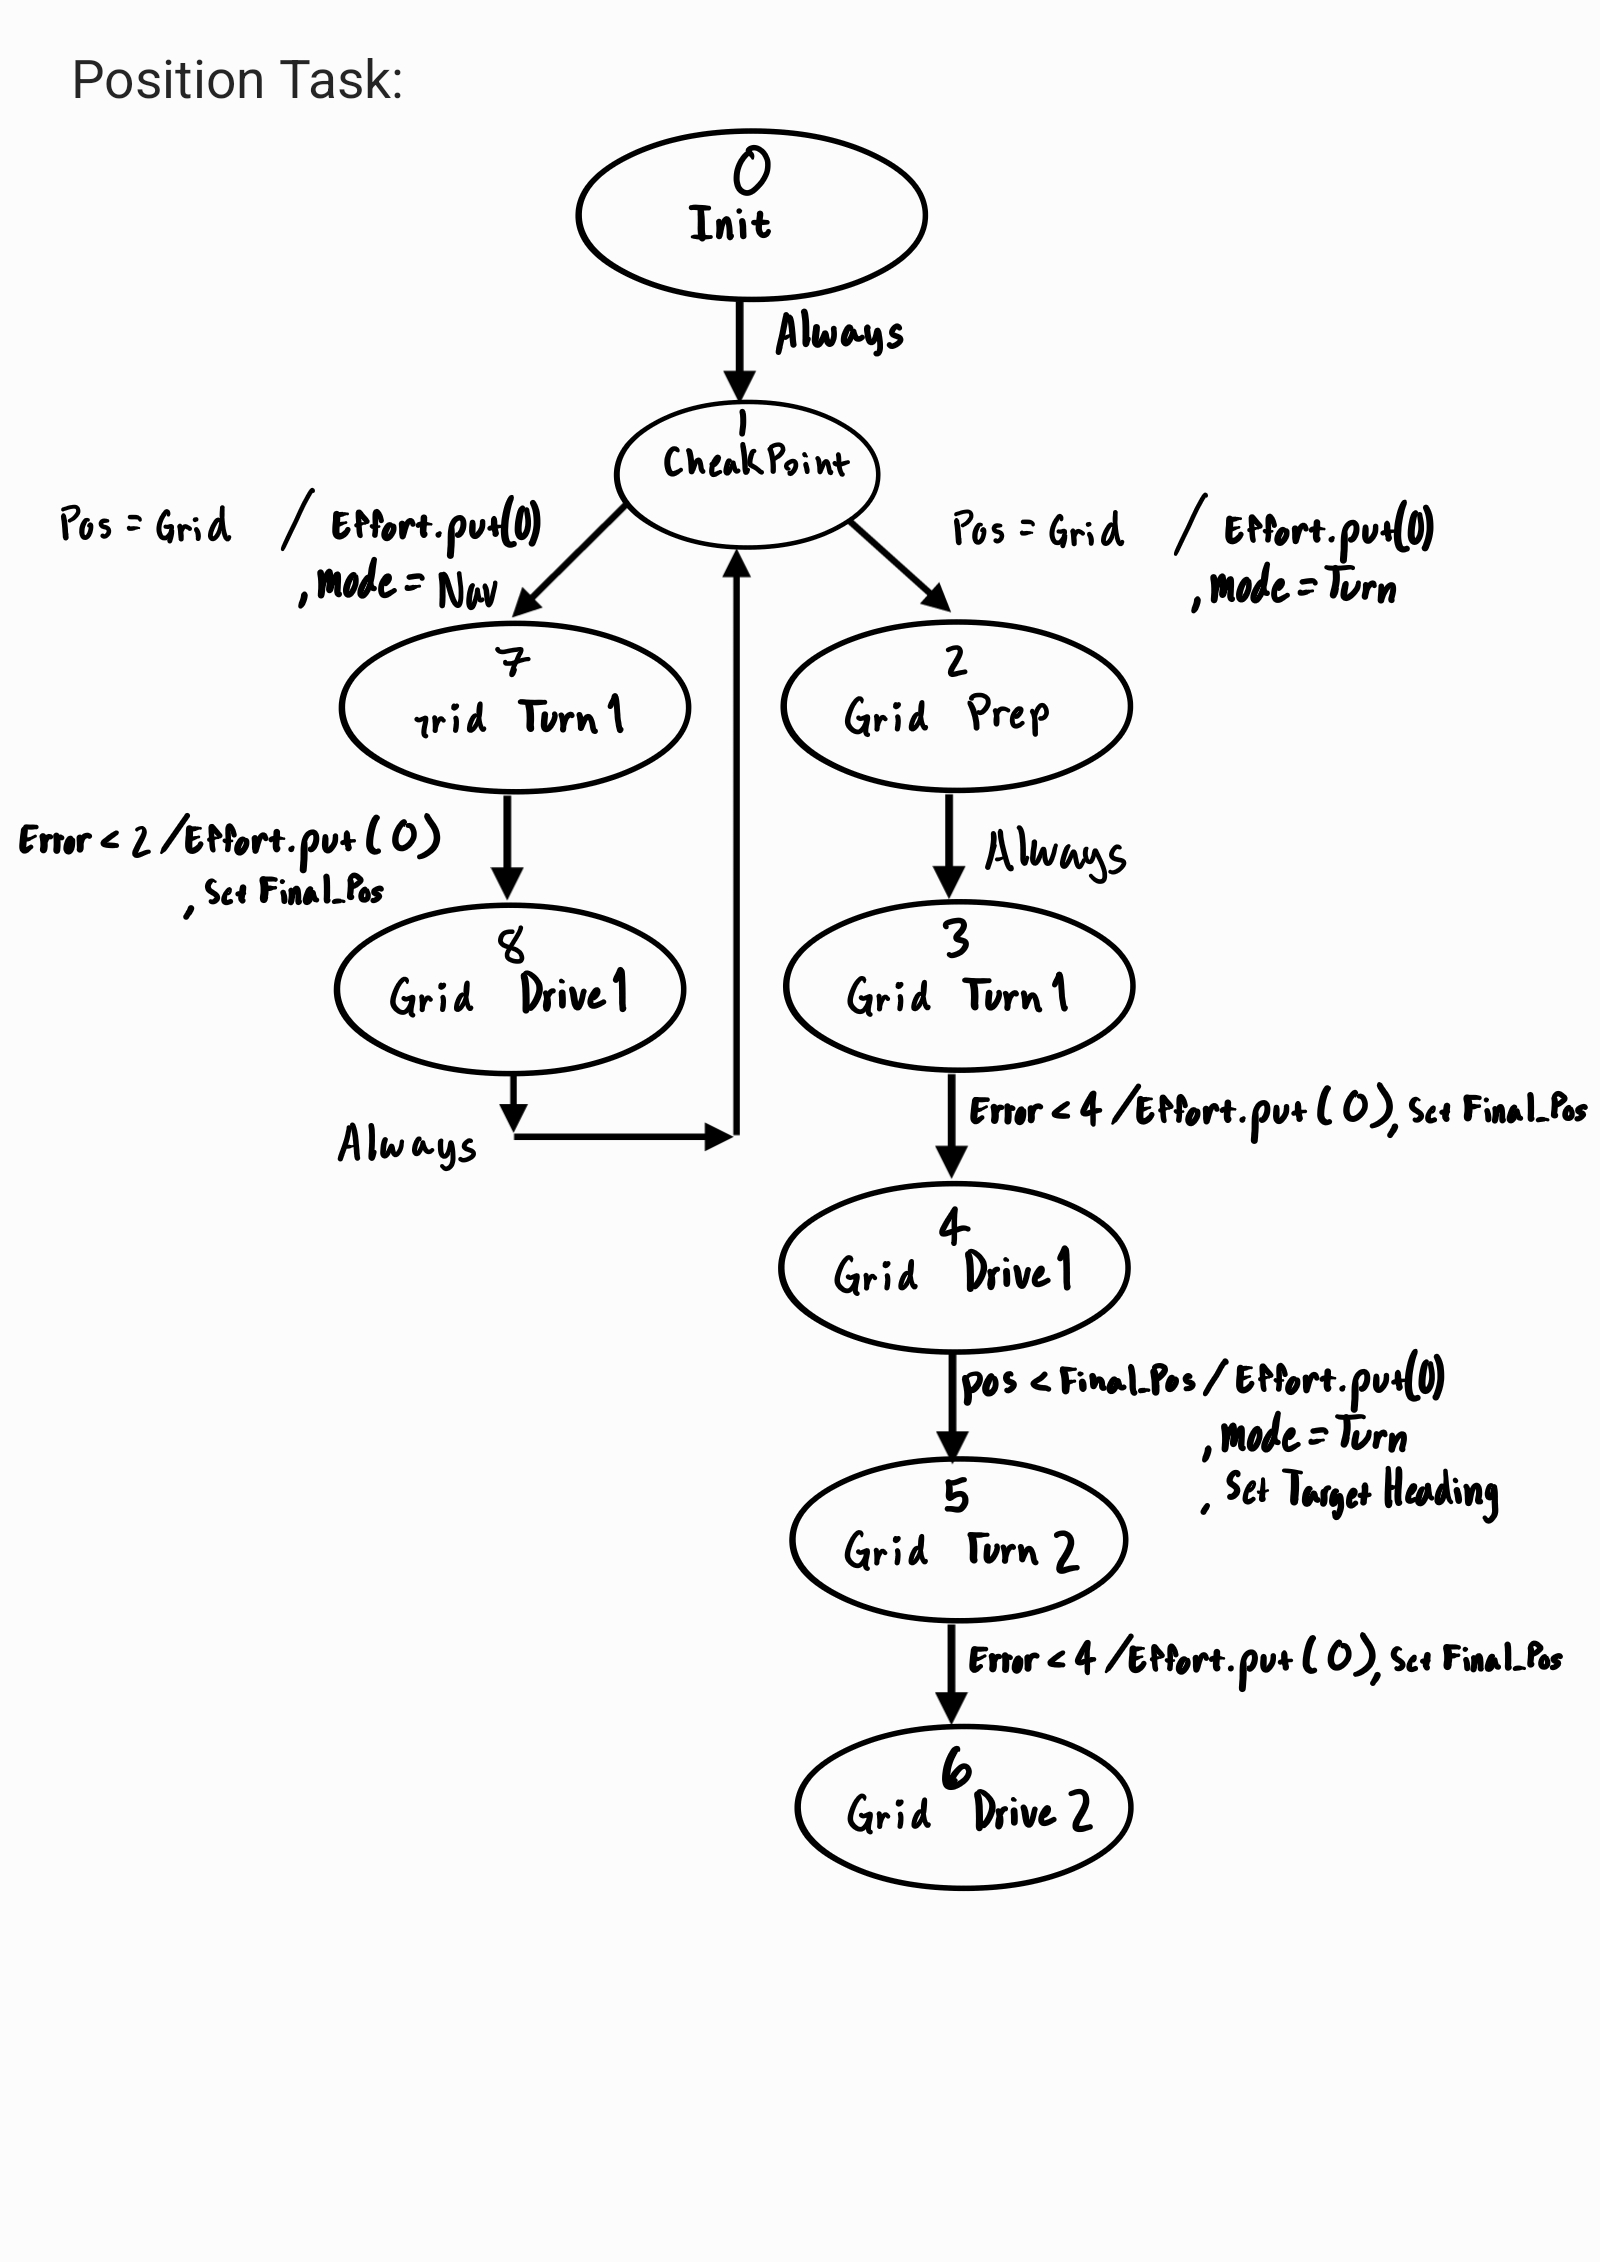 Position Task:
0
Init
Always
1
CheakPoint
Pos = Grid / Effort.put(0)
, mode = Nav
Pos = Grid / Effort.put(0)
, mode = Turn
7
Turn 1
2
Grid Prep
Error < 2 / Effort.put(0)
, Set Final_Pos
Always
8
Grid Drive 1
3
Grid Turn 1
Always
Error < 4 / Effort.put(0), Set Final_Pos
4
Grid Drive 1
Pos < Final_Pos / Effort.put(0)
, mode = Turn
, Set Target Heading
5
Grid Turn 2
Error < 4 / Effort.put(0), Set Final_Pos
6
Grid Drive 2